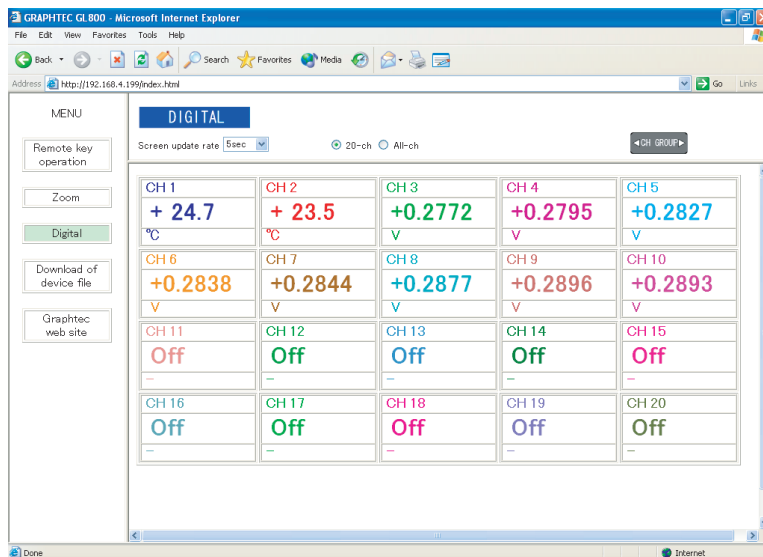 GRAPHTEC GL800 - Microsoft Internet Explorer
File Edit View Favorites Tools Help
Back Search Favorites Media
Address http://192.168.4.199/index.html Go Links
MENU
Remote key
operation
Zoom
Digital
Download of
device file
Graphtec
web site
DIGITAL
Screen update rate 5sec 20-ch All-ch ◄CH GROUP►
CH 1 CH 2 CH 3 CH 4 CH 5
+ 24.7 + 23.5 +0.2772 +0.2795 +0.2827
℃ ℃ V V V
CH 6 CH 7 CH 8 CH 9 CH 10
+0.2838 +0.2844 +0.2877 +0.2896 +0.2893
V V V V V
CH 11 CH 12 CH 13 CH 14 CH 15
Off Off Off Off Off
– – – – –
CH 16 CH 17 CH 18 CH 19 CH 20
Off Off Off Off Off
– – – – –
Done Internet